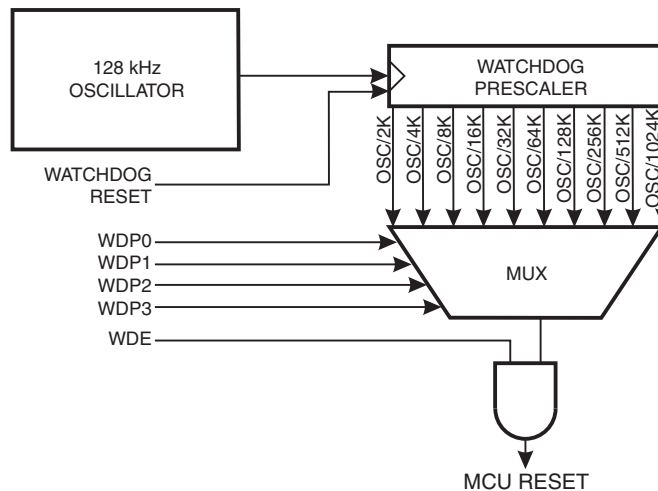 128 kHz
OSCILLATOR
WATCHDOG
PRESCALER
OSC/2K
OSC/4K
OSC/8K
OSC/16K
OSC/32K
OSC/64K
OSC/128K
OSC/256K
OSC/512K
OSC/1024K
WATCHDOG
RESET
WDP0
WDP1
WDP2
WDP3
WDE
MUX
MCU RESET